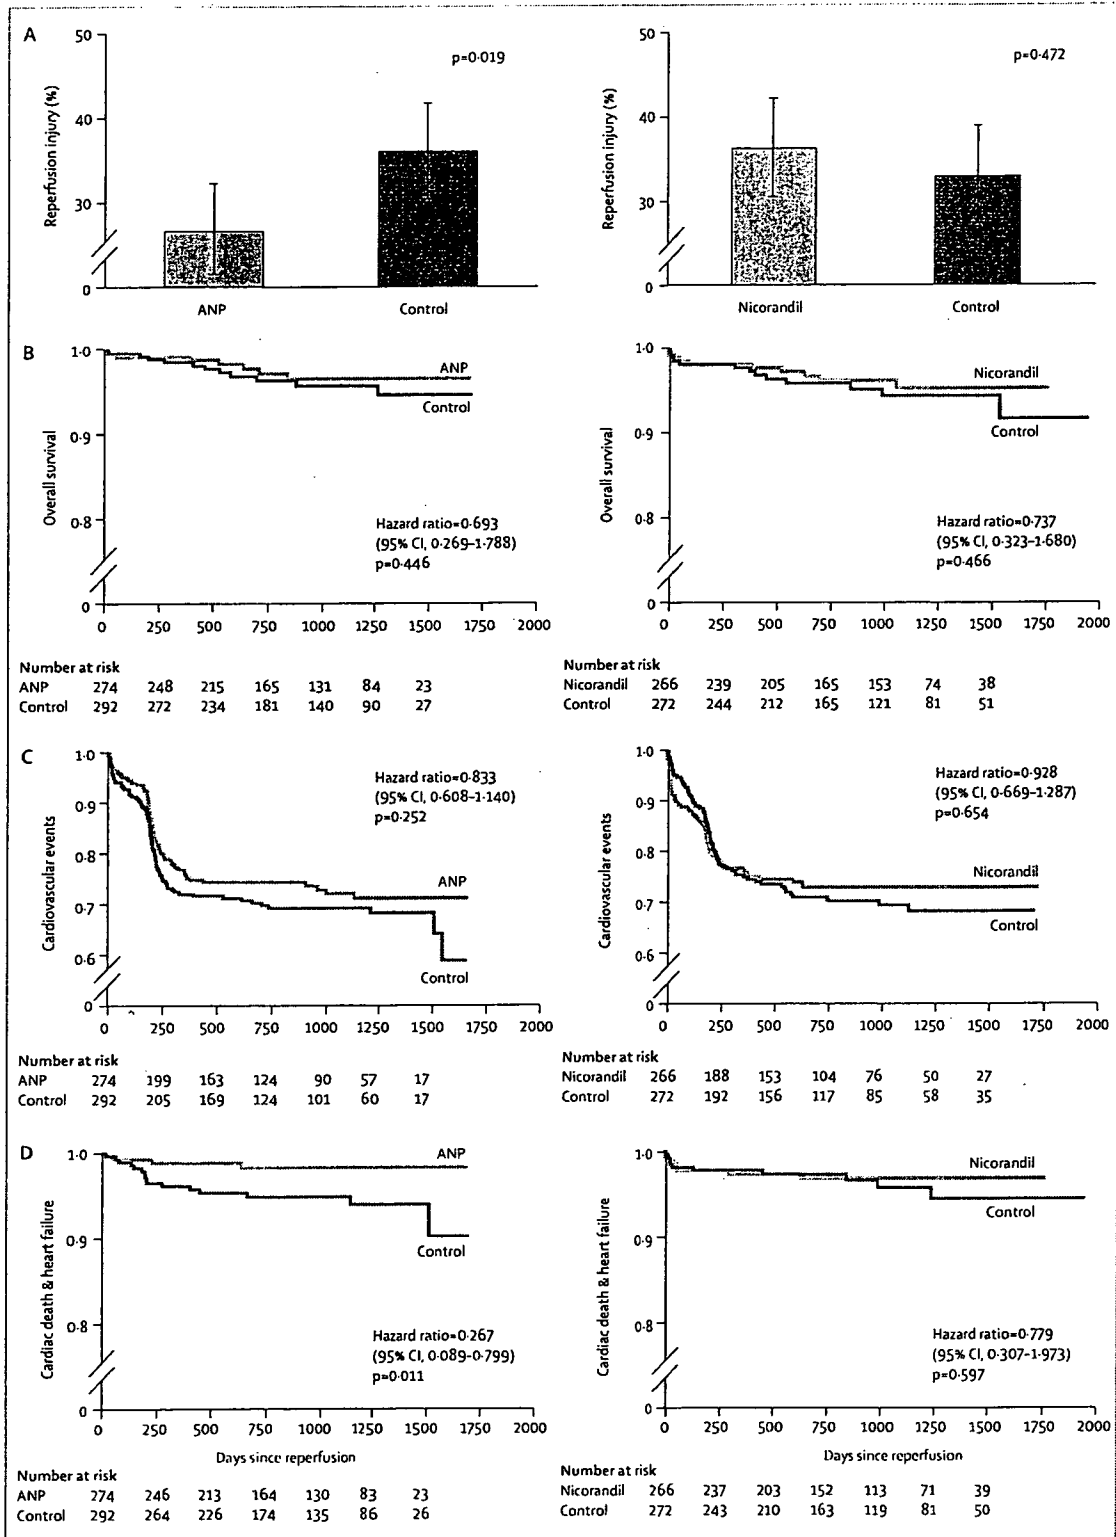 A
50
40
30
0
Reperfusion injury (%)
p=0·019
ANP
Control
50
40
30
0
Reperfusion injury (%)
p=0·472
Nicorandil
Control
B
1·0
0·9
0·8
0
Overall survival
ANP
Control
Hazard ratio=0·693
(95% CI, 0·269–1·788)
p=0·446
0 250 500 750 1000 1250 1500 1750 2000
Number at risk
ANP 274 248 215 165 131 84 23
Control 292 272 234 181 140 90 27
1·0
0·9
0·8
0
Overall survival
Nicorandil
Control
Hazard ratio=0·737
(95% CI, 0·323–1·680)
p=0·466
0 250 500 750 1000 1250 1500 1750 2000
Number at risk
Nicorandil 266 239 205 165 153 74 38
Control 272 244 212 165 121 81 51
C
1·0
0·9
0·8
0·7
0·6
0
Cardiovascular events
Hazard ratio=0·833
(95% CI, 0·608–1·140)
p=0·252
ANP
Control
0 250 500 750 1000 1250 1500 1750 2000
Number at risk
ANP 274 199 163 124 90 57 17
Control 292 205 169 124 101 60 17
1·0
0·9
0·8
0·7
0·6
0
Cardiovascular events
Hazard ratio=0·928
(95% CI, 0·669–1·287)
p=0·654
Nicorandil
Control
0 250 500 750 1000 1250 1500 1750 2000
Number at risk
Nicorandil 266 188 153 104 76 50 27
Control 272 192 156 117 85 58 35
D
1·0
0·9
0·8
0
Cardiac death & heart failure
ANP
Control
Hazard ratio=0·267
(95% CI, 0·089–0·799)
p=0·011
0 250 500 750 1000 1250 1500 1750 2000
Days since reperfusion
Number at risk
ANP 274 246 213 164 130 83 23
Control 292 264 226 174 135 86 26
1·0
0·9
0·8
0
Cardiac death & heart failure
Nicorandil
Control
Hazard ratio=0·779
(95% CI, 0·307–1·973)
p=0·597
0 250 500 750 1000 1250 1500 1750 2000
Days since reperfusion
Number at risk
Nicorandil 266 237 203 152 113 71 39
Control 272 243 210 163 119 81 50